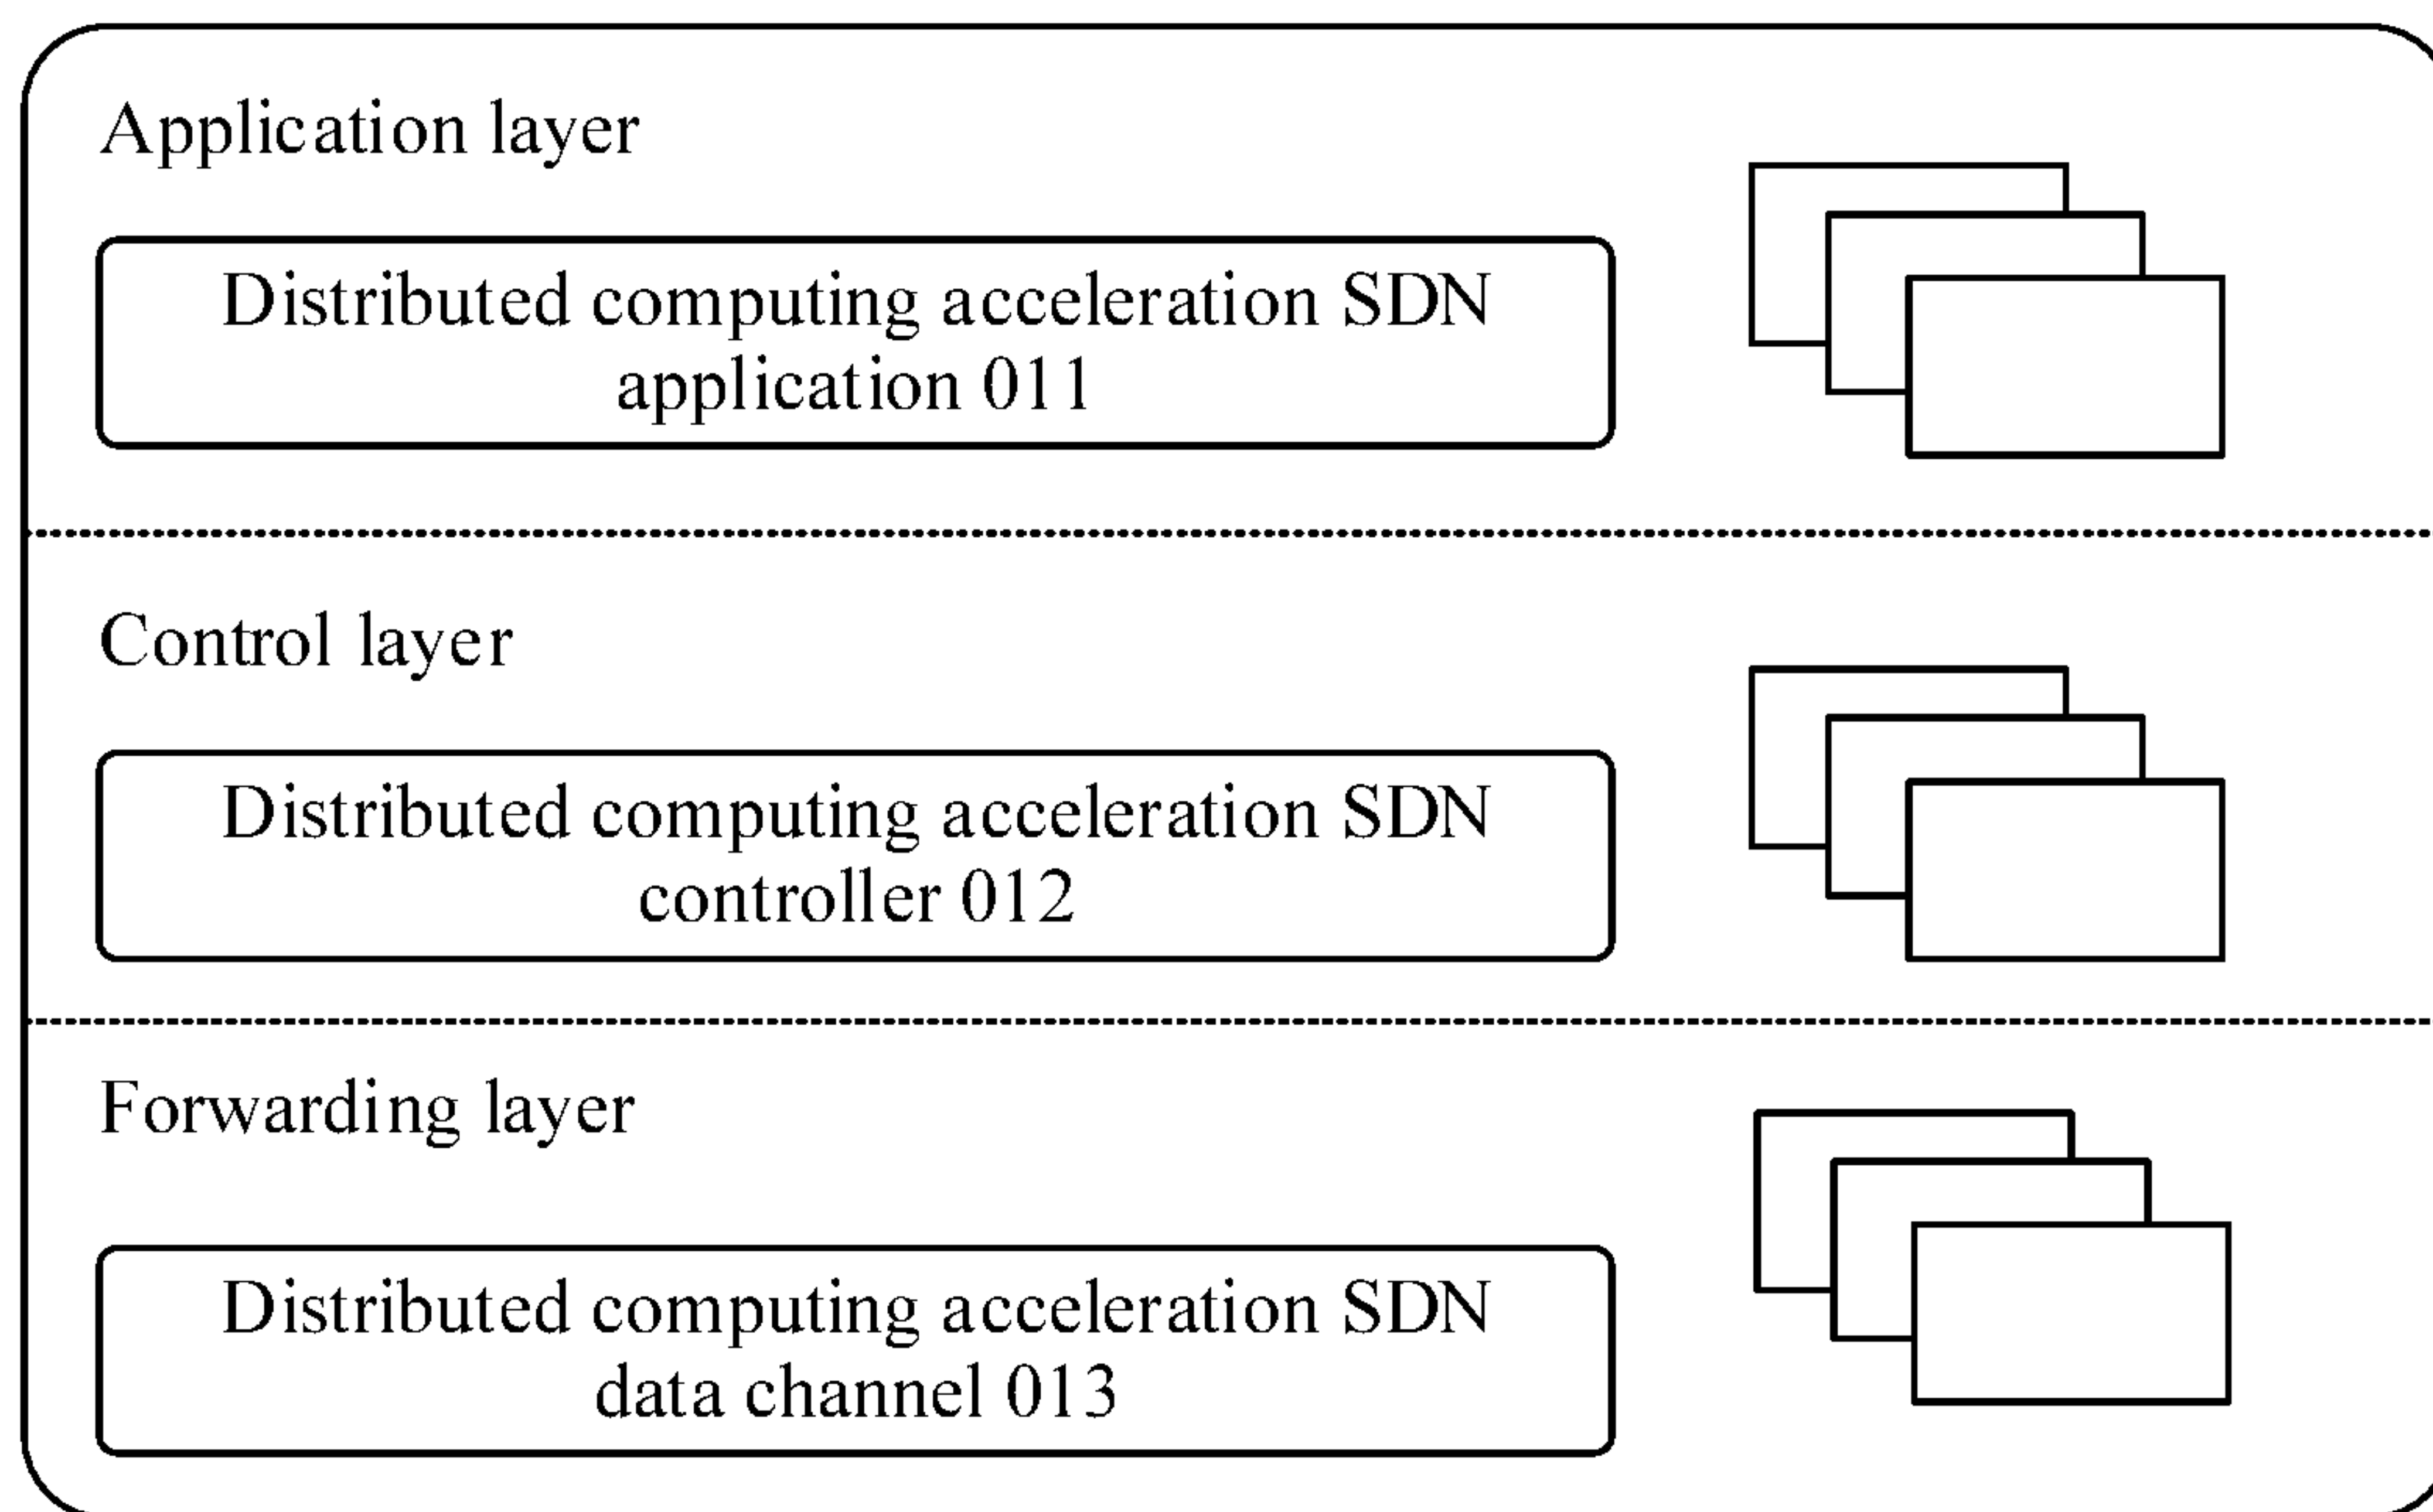 Application layer
Distributed computing acceleration SDN
application 011
Control layer
Distributed computing acceleration SDN
controller 012
Forwarding layer
Distributed computing acceleration SDN
data channel 013